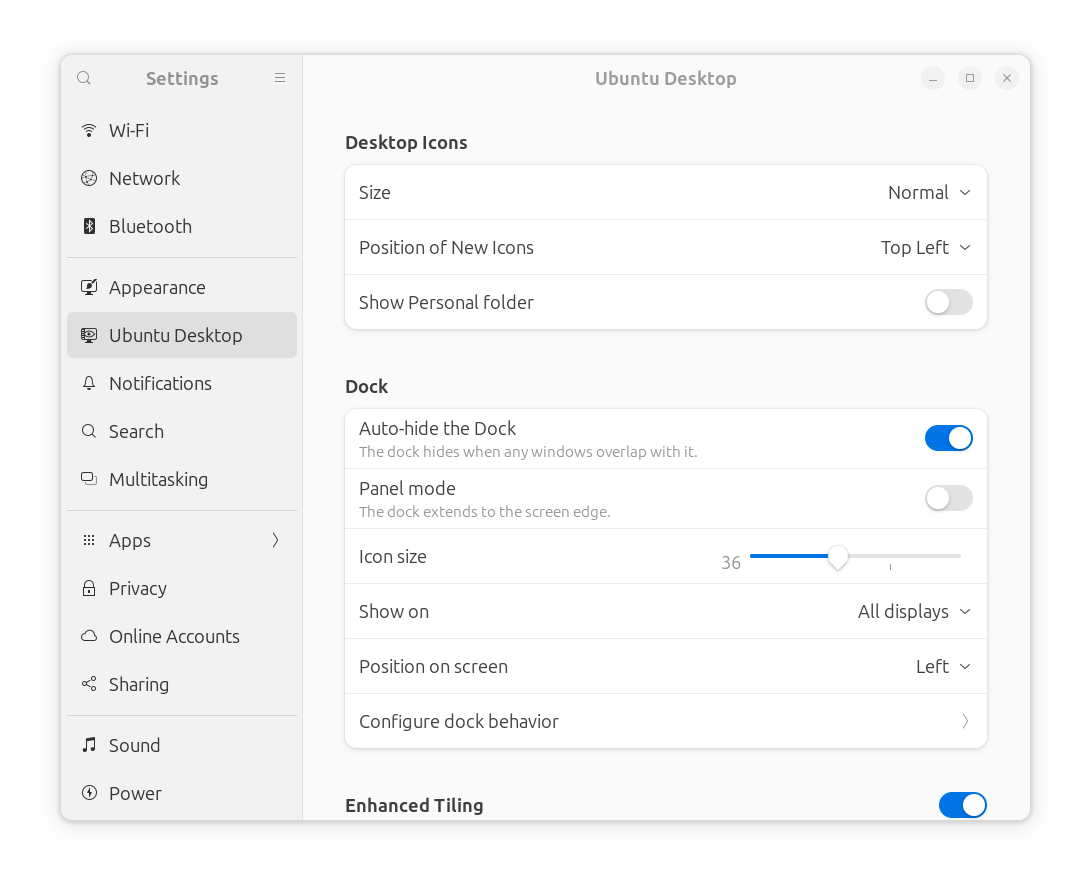 Settings
Ubuntu Desktop
Wi-Fi
Network
Bluetooth
Appearance
Ubuntu Desktop
Notifications
Search
Multitasking
Apps
Privacy
Online Accounts
Sharing
Sound
Power
Desktop Icons
Size Normal
Position of New Icons Top Left
Show Personal folder
Dock
Auto-hide the Dock
The dock hides when any windows overlap with it.
Panel mode
The dock extends to the screen edge.
Icon size 36
Show on All displays
Position on screen Left
Configure dock behavior
Enhanced Tiling